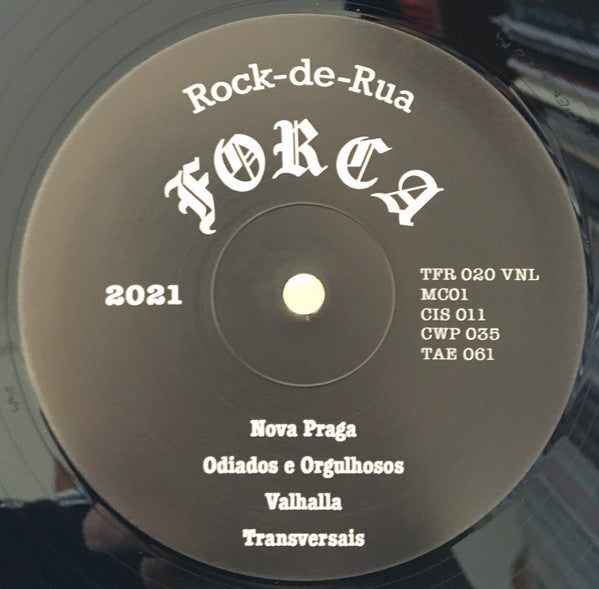 Rock-de-Rua
FORCA
2021
TFR 020 VNL
MC01
CIS 011
CWP 035
TAE 061
Nova Praga
Odiados e Orgulhosos
Valhalla
Transversais